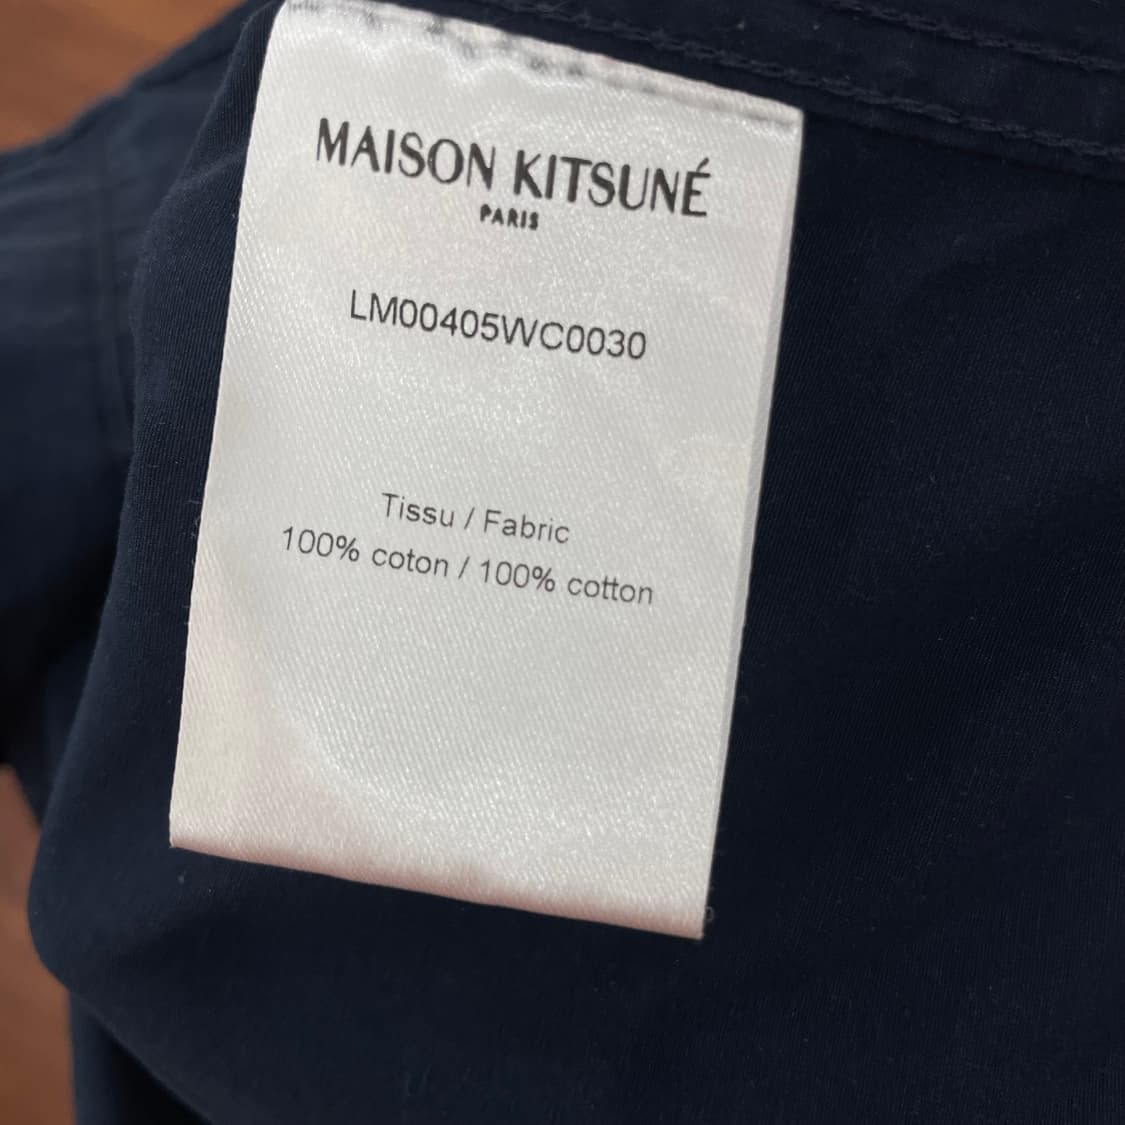 MAISON KITSUNÉ
PARIS
LM00405WC0030
Tissu / Fabric
100% coton / 100% cotton